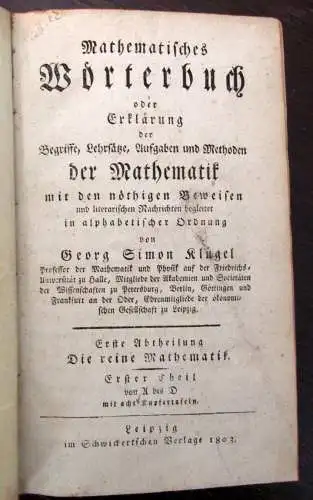 Mathematisches
Wörterbuch
oder
Erklärung
der
Begriffe, Lehrsätze, Aufgaben und Methoden
der Mathematik
mit den nöthigen Beweisen
und literarischen Nachrichten begleitet
in alphabetischer Ordnung
von
Georg Simon Klügel
Professor der Mathematik und Physik auf der Friedrichs-
Universität zu Halle, Mitgliede der Akademien und Societäten
der Wissenschaften zu Petersburg, Berlin, Göttingen und
Frankfurt an der Oder, Ehrenmitgliede der ökonomi-
schen Gesellschaft zu Leipzig.
Erste Abtheilung
Die reine Mathematik.
Erster Theil
von A bis D
mit acht Kupfertafeln.
Leipzig
im Schwickertschen Verlage 1803.